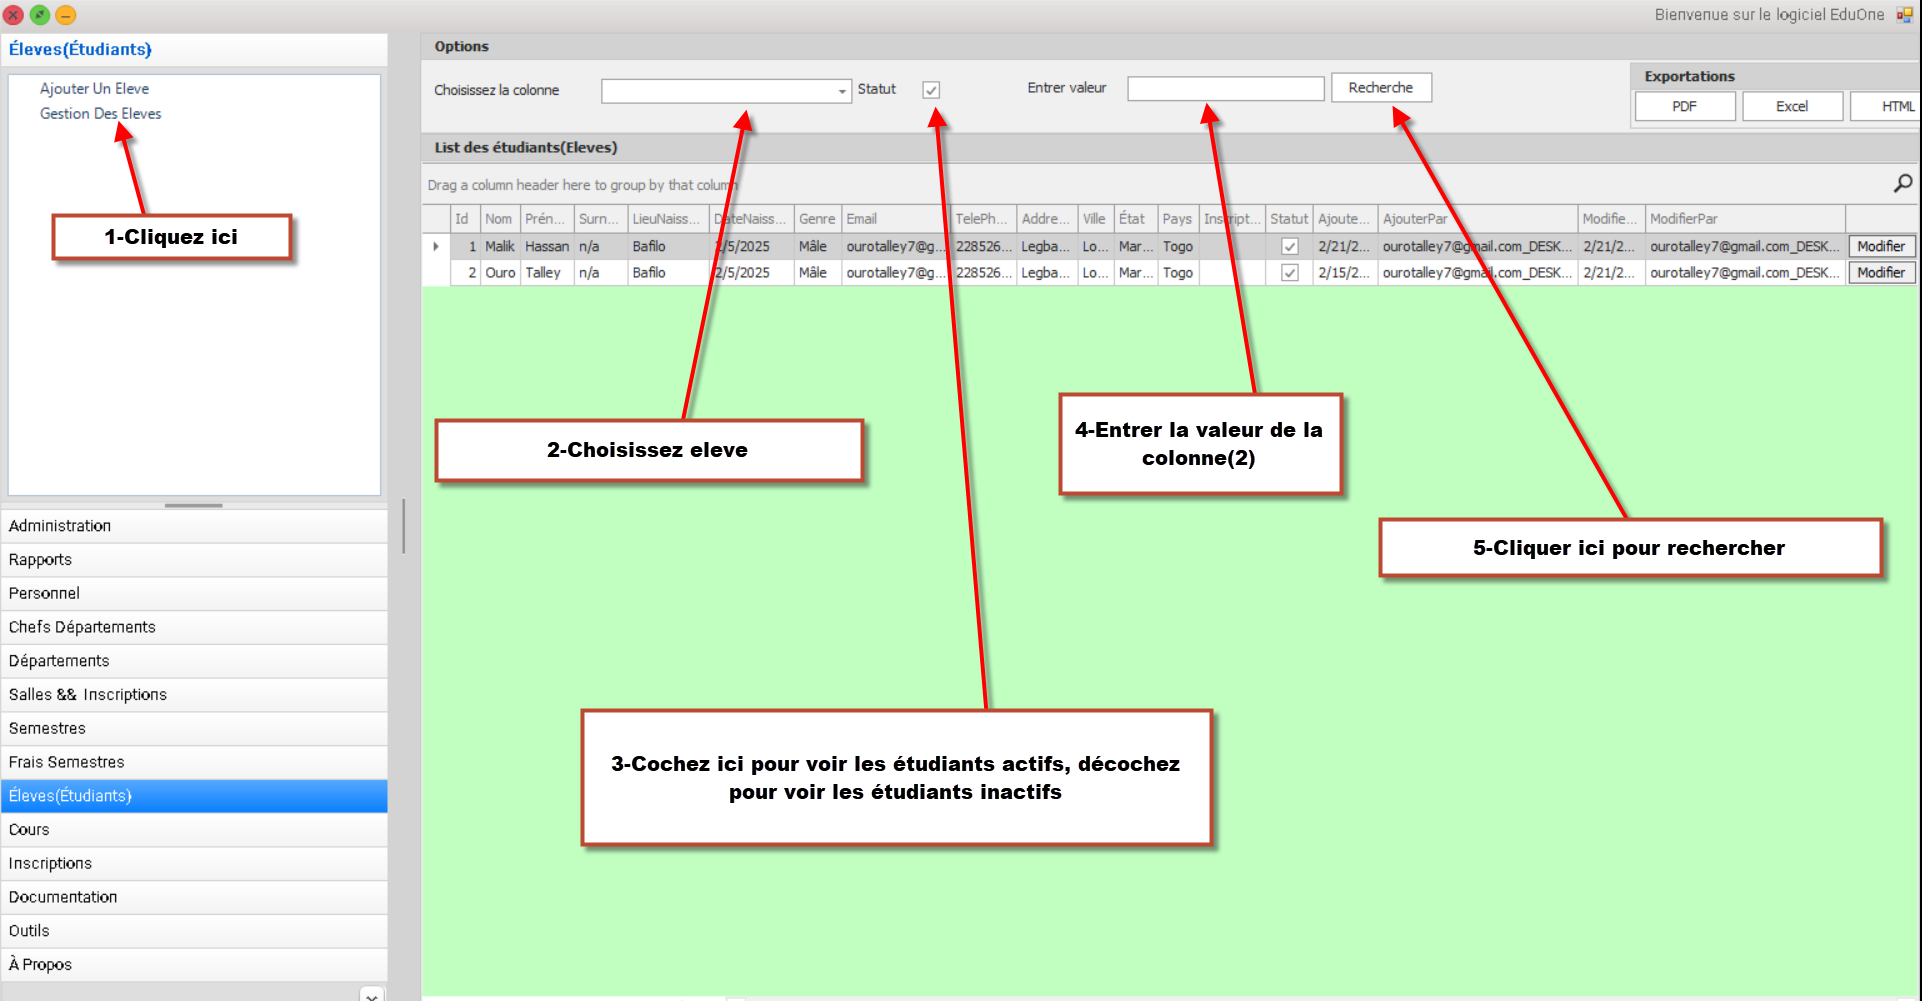 Bienvenue sur le logiciel EduOne
Éleves(Étudiants)
Ajouter Un Eleve
Gestion Des Eleves
1-Cliquez ici
Administration
Rapports
Personnel
Chefs Départements
Départements
Salles && Inscriptions
Semestres
Frais Semestres
Éleves(Étudiants)
Cours
Inscriptions
Documentation
Outils
À Propos
Options
Choisissez la colonne Statut Entrer valeur Recherche
Exportations
PDF Excel HTML
List des étudiants(Eleves)
Drag a column header here to group by that column
Id Nom Prén... Surn... LieuNaiss... DateNaiss... Genre Email TelePh... Addre... Ville État Pays Inscript... Statut Ajoute... AjouterPar Modifie... ModifierPar
1 Malik Hassan n/a Bafilo 2/5/2025 Mâle ourotalley7@g... 228526... Legba... Lo... Mar... Togo 2/21/2... ourotalley7@gmail.com_DESK... 2/21/2... ourotalley7@gmail.com_DESK... Modifier
2 Ouro Talley n/a Bafilo 2/5/2025 Mâle ourotalley7@g... 228526... Legba... Lo... Mar... Togo 2/15/2... ourotalley7@gmail.com_DESK... 2/21/2... ourotalley7@gmail.com_DESK... Modifier
2-Choisissez eleve
4-Entrer la valeur de la
colonne(2)
5-Cliquer ici pour rechercher
3-Cochez ici pour voir les étudiants actifs, décochez
pour voir les étudiants inactifs